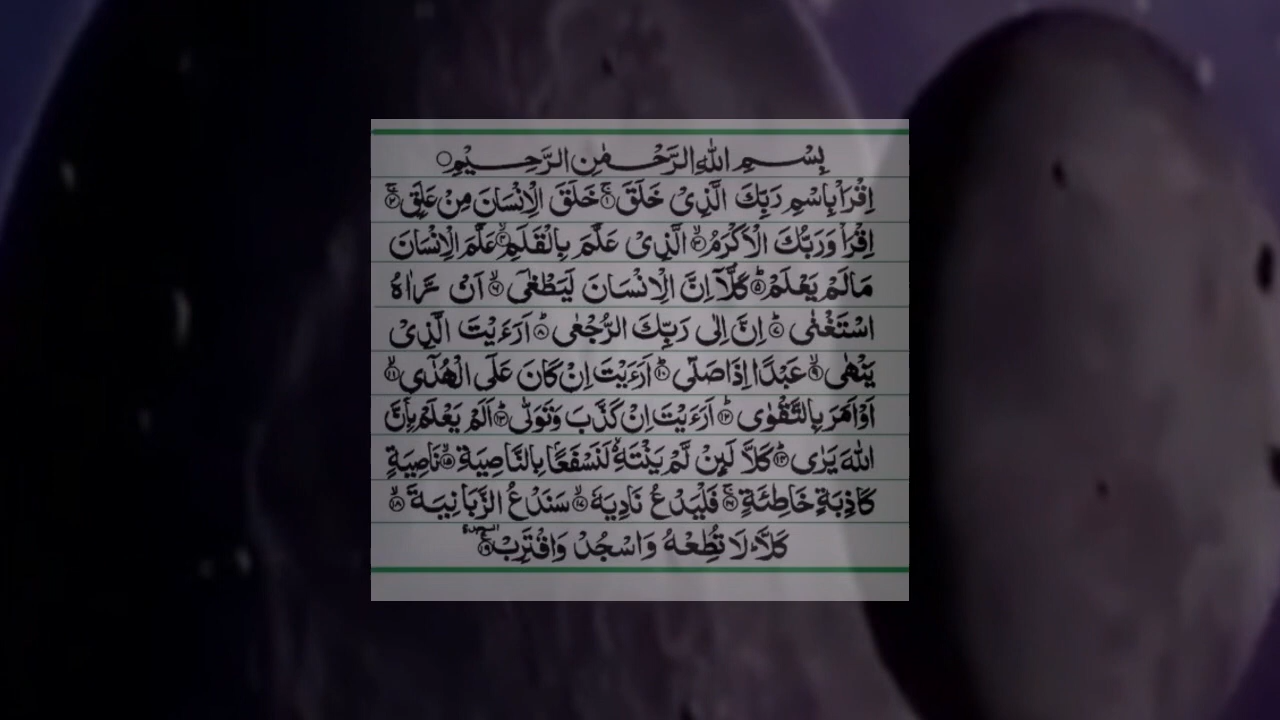 بِسْمِ اللّٰهِ الرَّحْمٰنِ الرَّحِيْمِ ○
اِقْرَاْ بِاسْمِ رَبِّكَ الَّذِىْ خَلَقَ ۚ‏﴿۱﴾ خَلَقَ الْاِنْسَانَ مِنْ عَلَقٍ ۚ‏﴿۲﴾
اِقْرَاْ وَرَبُّكَ الْاَكْرَمُ ۙ‏﴿۳﴾ الَّذِىْ عَلَّمَ بِالْقَلَمِ ۙ‏﴿۴﴾ عَلَّمَ الْاِنْسَانَ
مَا لَمْ يَعْلَمْ ؕ‏﴿۵﴾ كَلَّاۤ اِنَّ الْاِنْسَانَ لَيَطْغٰٓى ۙ‏﴿۶﴾ اَنْ رَّاٰهُ
اسْتَغْنٰى ؕ‏﴿۷﴾ اِنَّ اِلٰى رَبِّكَ الرُّجْعٰى ؕ‏﴿۸﴾ اَرَءَيْتَ الَّذِىْ
يَنْهٰى ۙ‏﴿۹﴾ عَبْدًا اِذَا صَلّٰى ؕ‏﴿۱۰﴾ اَرَءَيْتَ اِنْ كَانَ عَلَى الْهُدٰٓى ۙ‏﴿۱۱﴾
اَوْ اَمَرَ بِالتَّقْوٰى ؕ‏﴿۱۲﴾ اَرَءَيْتَ اِنْ كَذَّبَ وَتَوَلّٰى ؕ‏﴿۱۳﴾ اَلَمْ يَعْلَمْ بِاَنَّ
اللّٰهَ يَرٰى ؕ‏﴿۱۴﴾ كَلَّا لَئِنْ لَّمْ يَنْتَهِ ۙ لَنَسْفَعًا بِالنَّاصِيَةِ ۙ‏﴿۱۵﴾ نَاصِيَةٍ
كَاذِبَةٍ خَاطِئَةٍ ۚ‏﴿۱۶﴾ فَلْيَدْعُ نَادِيَهٗ ۙ‏﴿۱۷﴾ سَنَدْعُ الزَّبَانِيَةَ ۙ‏﴿۱۸﴾
كَلَّا ؕ لَا تُطِعْهُ وَاسْجُدْ وَاقْتَرِبْ ۩‏﴿۱۹﴾